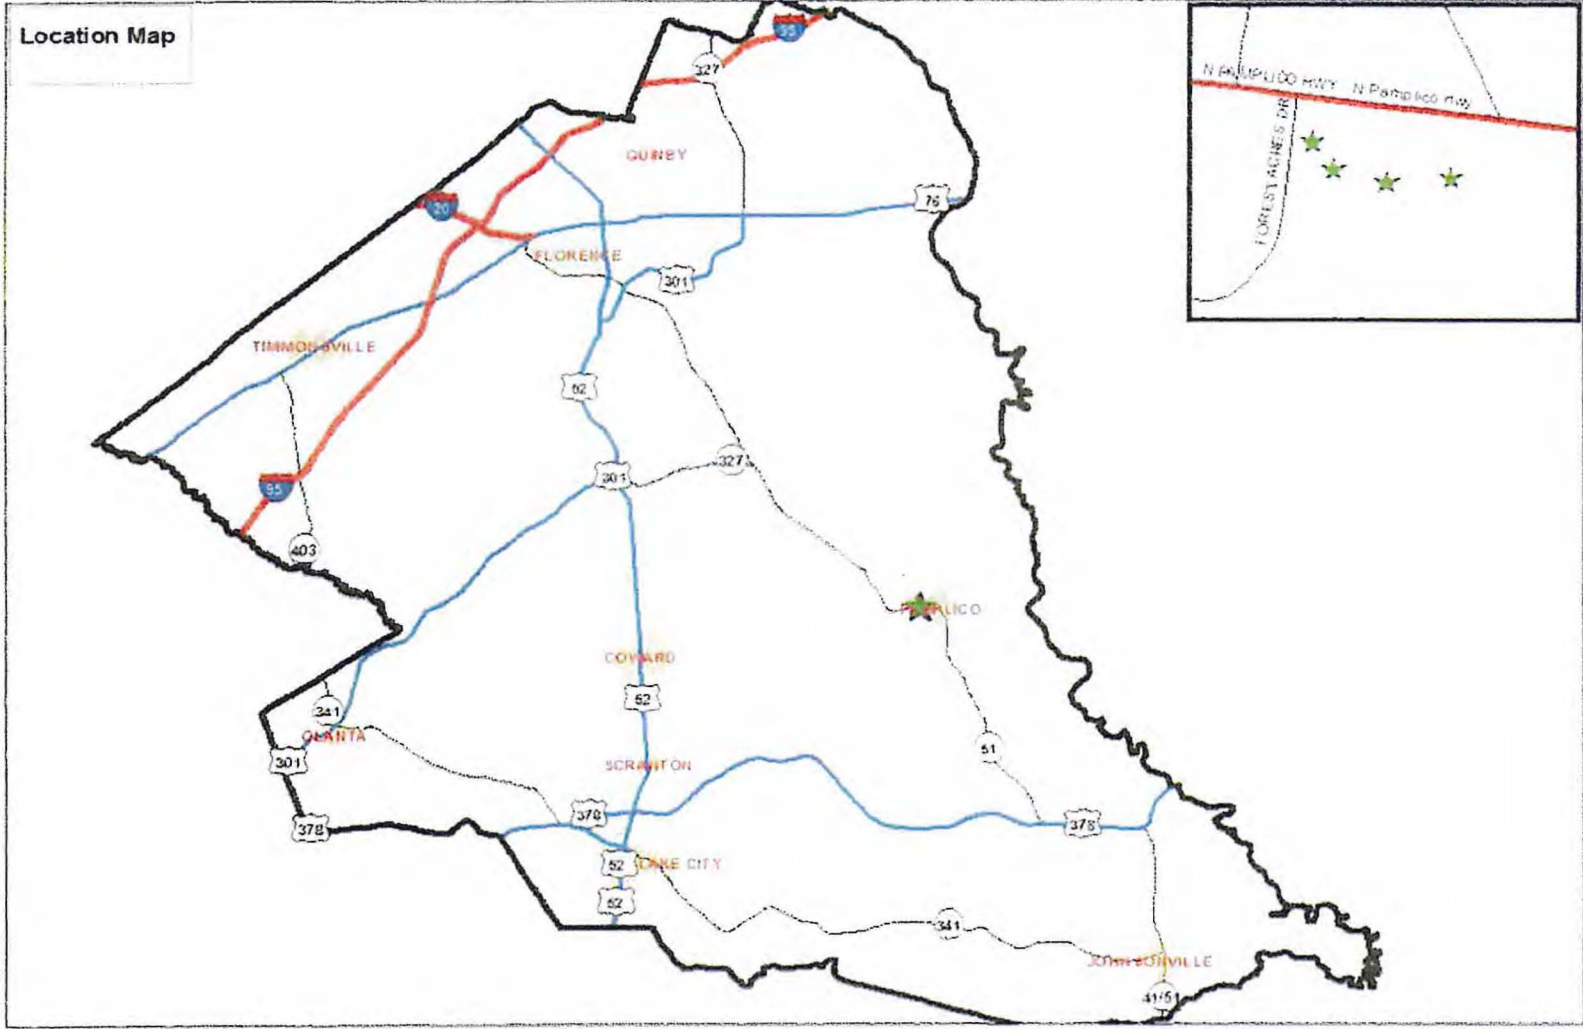 Location Map
95
327
N PAMPLICO HWY N Pamplico Hwy
FOREST ACRES DR
QUINBY
20
76
FLORENCE
301
TIMMONSVILLE
52
327
301
95
403
COWARD
52
341
OLANTA
51
301
SCRANTON
378
378
378
52
LAKE CITY
52
341
JOHNSONVILLE
41/51